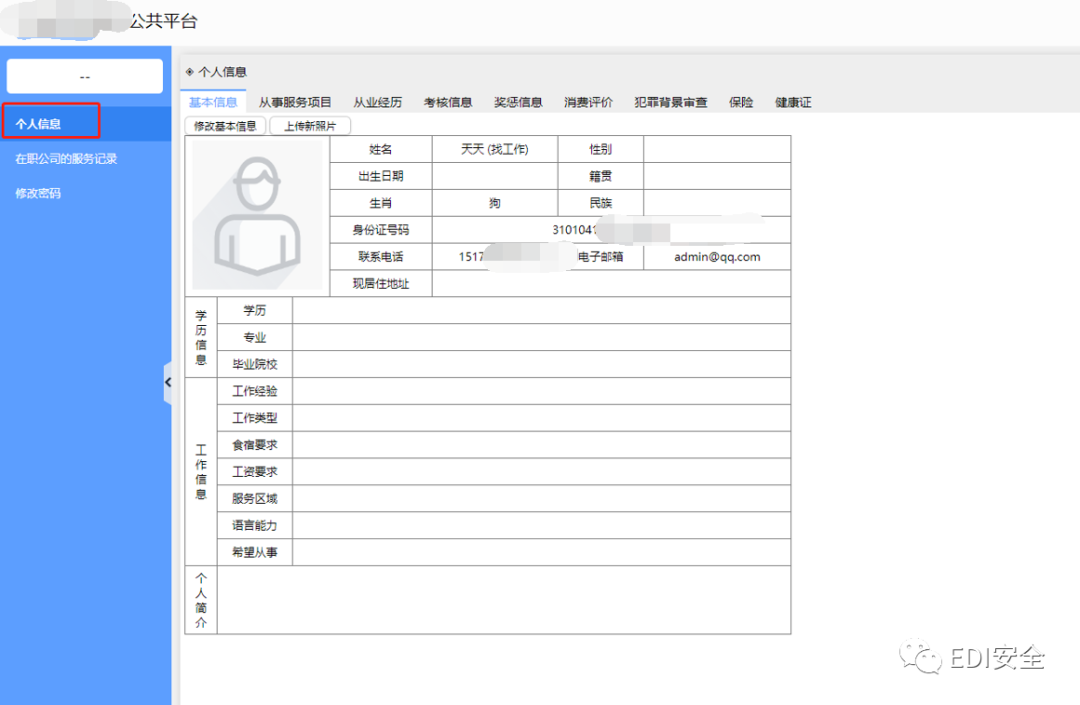 公共平台
--
个人信息
在职公司的服务记录
修改密码
◈ 个人信息
基本信息 从事服务项目 从业经历 考核信息 奖惩信息 消费评价 犯罪背景审查 保险 健康证
修改基本信息 上传新照片
姓名 天天 (找工作) 性别
出生日期 籍贯
生肖 狗 民族
身份证号码 310104
联系电话 1517 电子邮箱 admin@qq.com
现居住地址
学历信息
学历
专业
毕业院校
工作信息
工作经验
工作类型
食宿要求
工资要求
服务区域
语言能力
希望从事
个人简介
EDI安全